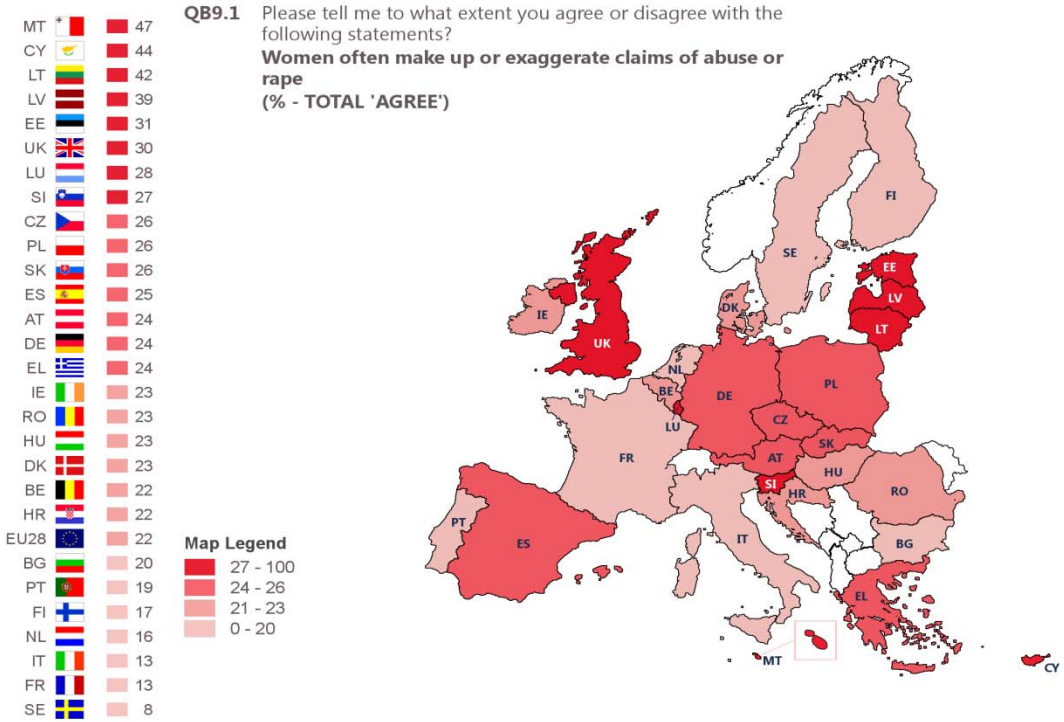 QB9.1 Please tell me to what extent you agree or disagree with the
following statements?
Women often make up or exaggerate claims of abuse or
rape
(% - TOTAL 'AGREE')
MT 47
CY 44
LT 42
LV 39
EE 31
UK 30
LU 28
SI 27
CZ 26
PL 26
SK 26
ES 25
AT 24
DE 24
EL 24
IE 23
RO 23
HU 23
DK 23
BE 22
HR 22
EU28 22
BG 20
PT 19
FI 17
NL 16
IT 13
FR 13
SE 8
Map Legend
27 - 100
24 - 26
21 - 23
0 - 20
FI
SE
EE
LV
LT
DK
IE
UK
NL
BE
LU
DE
PL
CZ
SK
AT
HU
SI
HR
RO
FR
PT
ES
IT
BG
EL
MT
CY